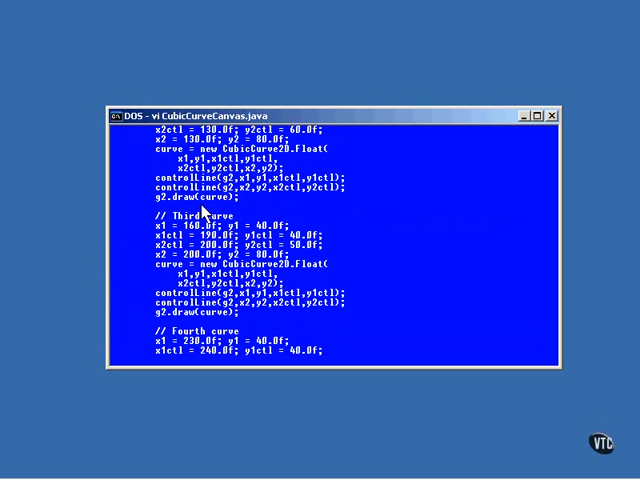 DOS - vi CubicCurveCanvas.java
x2ctl = 130.0f; y2ctl = 60.0f;
x2 = 130.0f; y2 = 80.0f;
curve = new CubicCurve2D.Float(
x1,y1,x1ctl,y1ctl,
x2ctl,y2ctl,x2,y2);
controlLine(g2,x1,y1,x1ctl,y1ctl);
controlLine(g2,x2,y2,x2ctl,y2ctl);
g2.draw(curve);
// Third curve
x1 = 160.0f; y1 = 40.0f;
x1ctl = 190.0f; y1ctl = 40.0f;
x2ctl = 200.0f; y2ctl = 50.0f;
x2 = 200.0f; y2 = 80.0f;
curve = new CubicCurve2D.Float(
x1,y1,x1ctl,y1ctl,
x2ctl,y2ctl,x2,y2);
controlLine(g2,x1,y1,x1ctl,y1ctl);
controlLine(g2,x2,y2,x2ctl,y2ctl);
g2.draw(curve);
// Fourth curve
x1 = 230.0f; y1 = 40.0f;
x1ctl = 240.0f; y1ctl = 40.0f;
VTC